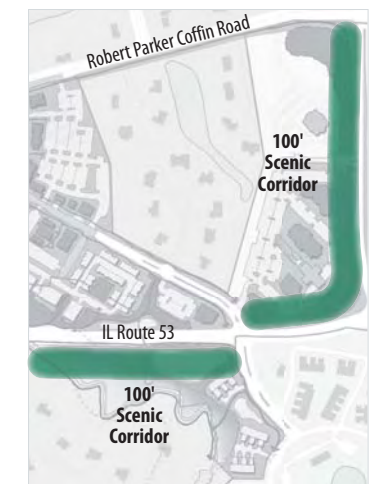 Robert Parker Coffin Road
100'
Scenic
Corridor
IL Route 53
100'
Scenic
Corridor